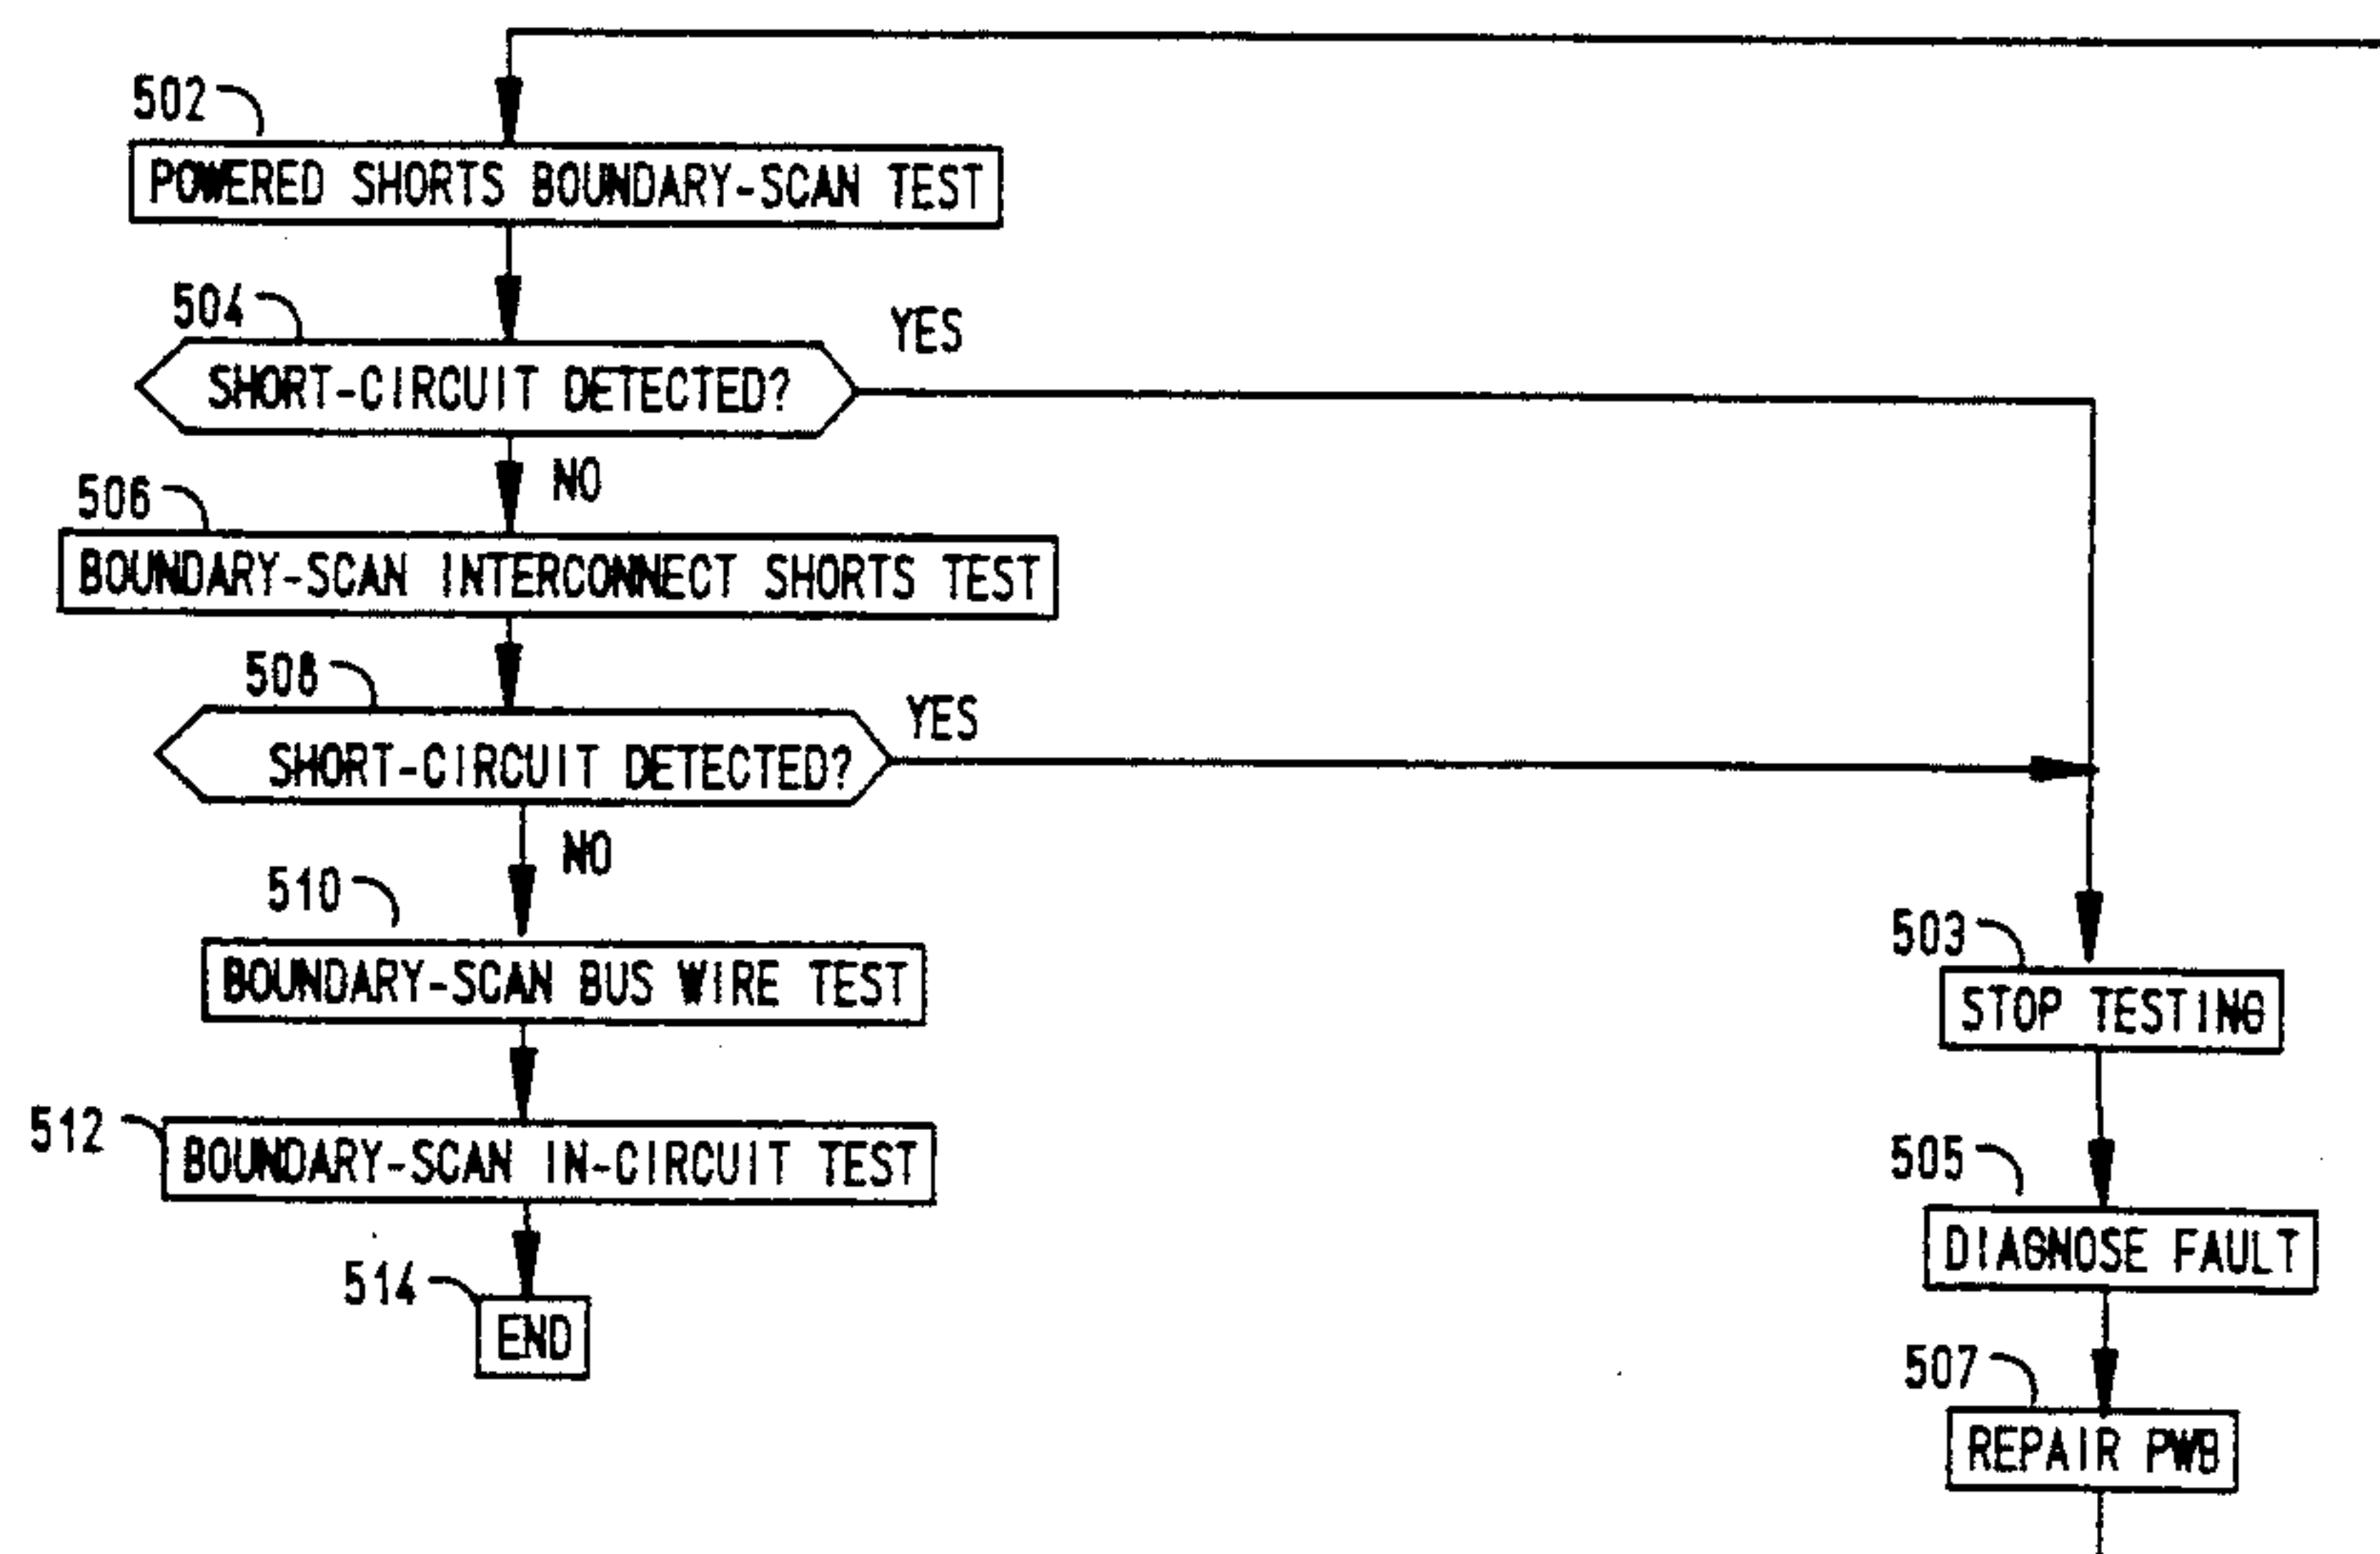 502
POWERED SHORTS BOUNDARY-SCAN TEST
504
SHORT-CIRCUIT DETECTED?
YES
NO
506
BOUNDARY-SCAN INTERCONNECT SHORTS TEST
508
SHORT-CIRCUIT DETECTED?
YES
NO
510
BOUNDARY-SCAN BUS WIRE TEST
512
BOUNDARY-SCAN IN-CIRCUIT TEST
514
END
503
STOP TESTING
505
DIAGNOSE FAULT
507
REPAIR PWB